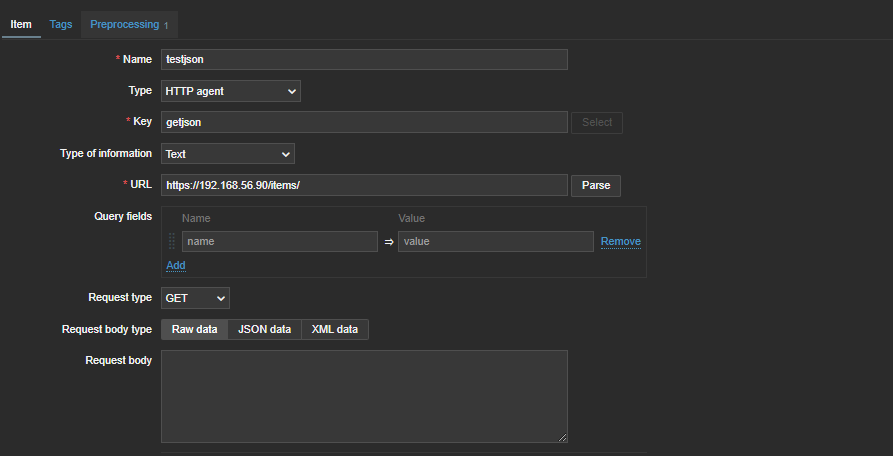 Item Tags Preprocessing 1
* Name testjson
Type HTTP agent
* Key getjson Select
Type of information Text
* URL https://192.168.56.90/items/ Parse
Query fields Name Value
name ⇒ value Remove
Add
Request type GET
Request body type Raw data JSON data XML data
Request body